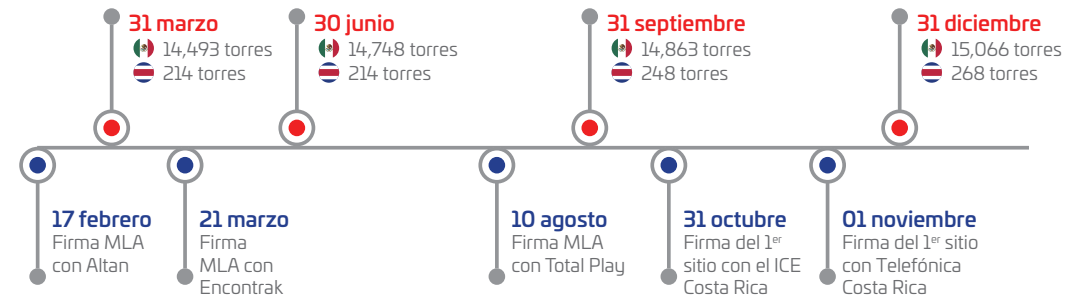 31 marzo
14,493 torres
214 torres
30 junio
14,748 torres
214 torres
31 septiembre
14,863 torres
248 torres
31 diciembre
15,066 torres
268 torres
17 febrero
Firma MLA
con Altan
21 marzo
Firma
MLA con
Encontrak
10 agosto
Firma MLA
con Total Play
31 octubre
Firma del 1er
sitio con el ICE
Costa Rica
01 noviembre
Firma del 1er sitio
con Telefónica
Costa Rica